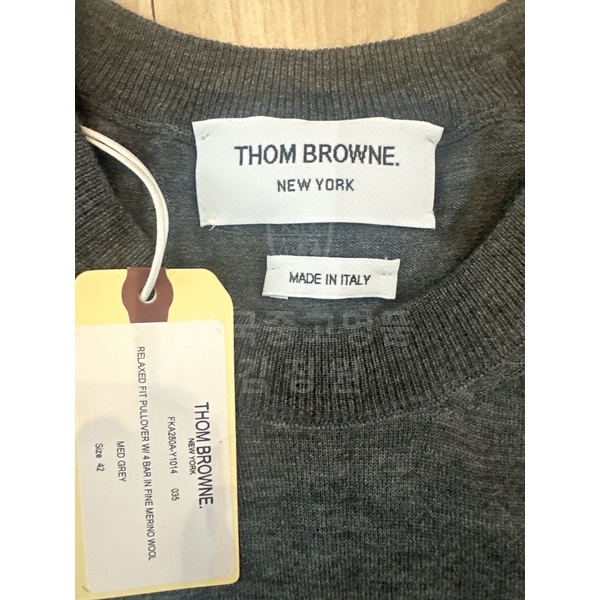 THOM BROWNE.
NEW YORK
MADE IN ITALY
THOM BROWNE.
NEW YORK
FKA280A-Y1014 035
RELAXED FIT PULLOVER W/ 4 BAR IN FINE MERINO WOOL
MED GREY
Size 42